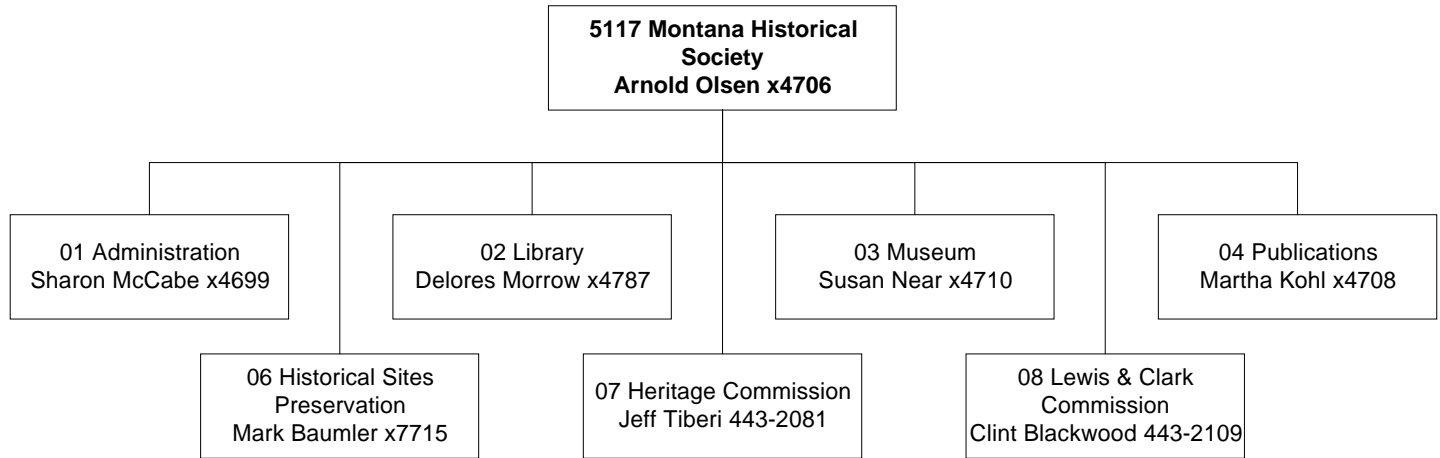 5117 Montana Historical
Society
Arnold Olsen x4706
01 Administration
Sharon McCabe x4699
02 Library
Delores Morrow x4787
03 Museum
Susan Near x4710
04 Publications
Martha Kohl x4708
06 Historical Sites
Preservation
Mark Baumler x7715
07 Heritage Commission
Jeff Tiberi 443-2081
08 Lewis & Clark
Commission
Clint Blackwood 443-2109